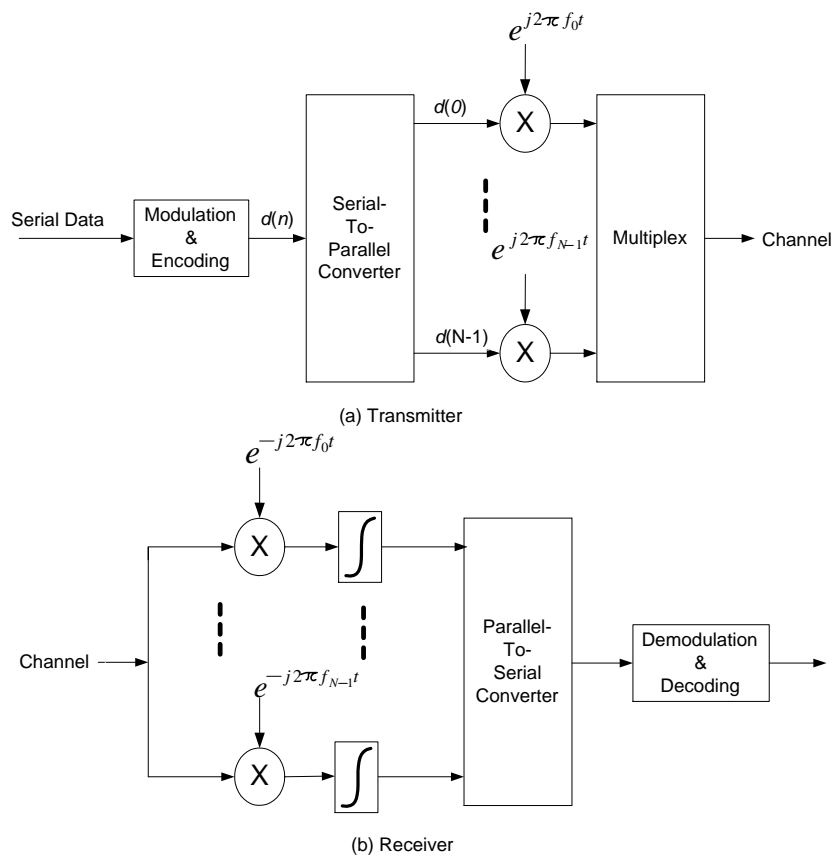 e^{j2πf_0t}
d(0)
X
Serial Data
Modulation
&
Encoding
d(n)
Serial-
To-
Parallel
Converter
e^{j2πf_{N−1}t}
Multiplex
Channel
d(N-1)
X
(a) Transmitter
e^{−j2πf_0t}
X
∫
Channel
e^{−j2πf_{N−1}t}
Parallel-
To-
Serial
Converter
Demodulation
&
Decoding
X
∫
(b) Receiver